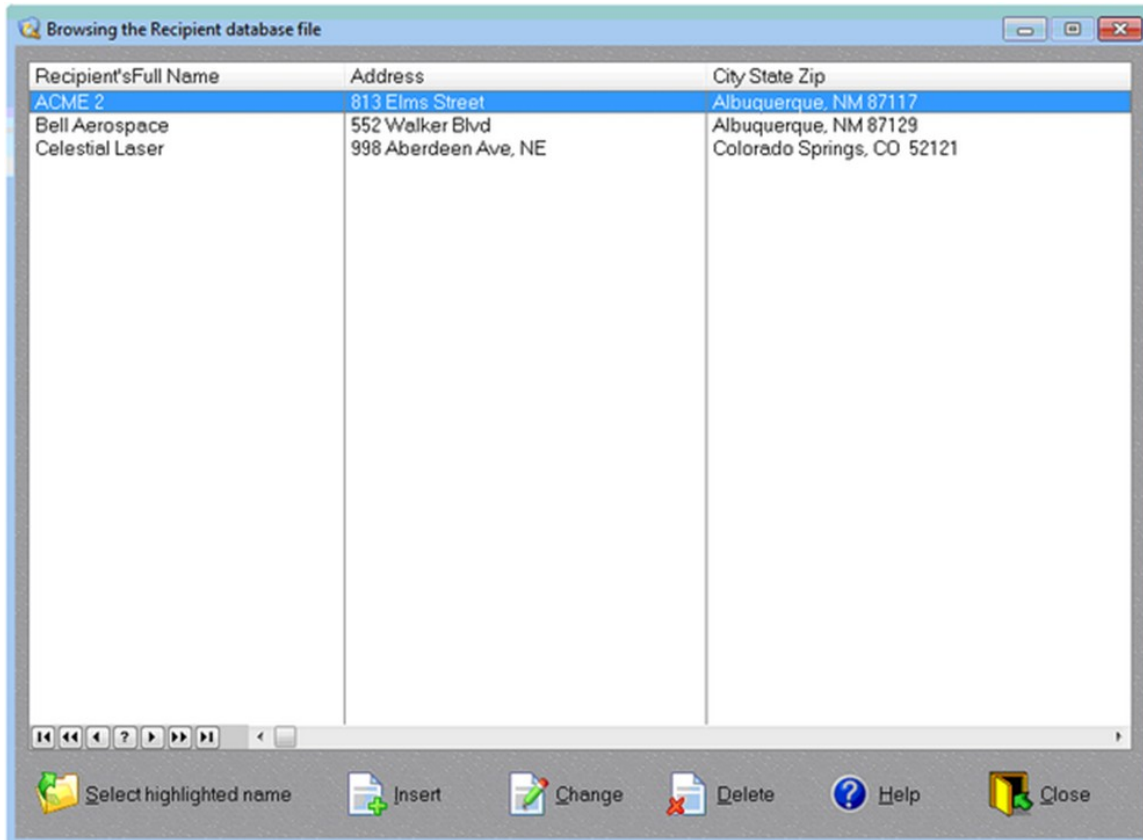 Browsing the Recipient database file
Recipient'sFull Name Address City State Zip
ACME 2 813 Elms Street Albuquerque, NM 87117
Bell Aerospace 552 Walker Blvd Albuquerque, NM 87129
Celestial Laser 998 Aberdeen Ave, NE Colorado Springs, CO 52121
?
Select highlighted name Insert Change Delete ? Help Close